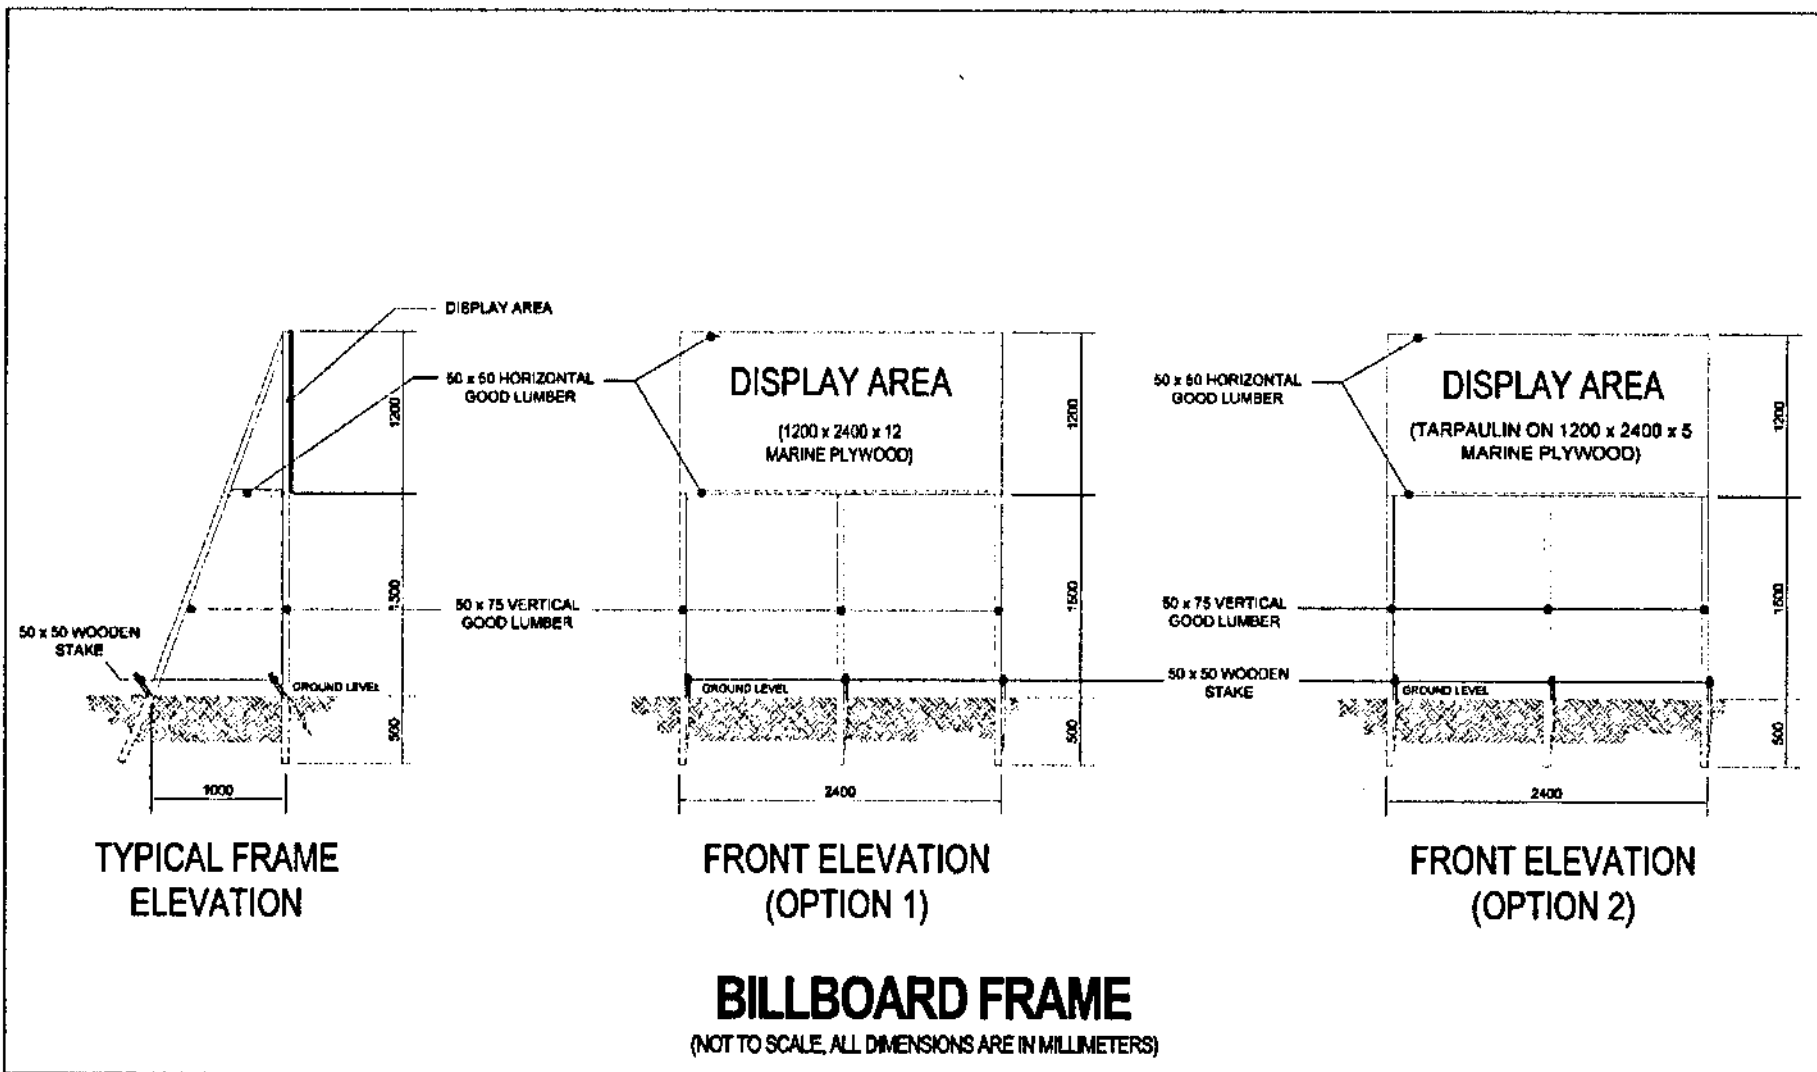 DISPLAY AREA
50 x 50 HORIZONTAL
GOOD LUMBER
1200
1500
50 x 75 VERTICAL
GOOD LUMBER
50 x 50 WOODEN
STAKE
GROUND LEVEL
500
1000
TYPICAL FRAME
ELEVATION
DISPLAY AREA
(1200 x 2400 x 12
MARINE PLYWOOD)
1200
1500
GROUND LEVEL
500
2400
FRONT ELEVATION
(OPTION 1)
50 x 50 HORIZONTAL
GOOD LUMBER
DISPLAY AREA
(TARPAULIN ON 1200 x 2400 x 5
MARINE PLYWOOD)
1200
50 x 75 VERTICAL
GOOD LUMBER
1500
50 x 50 WOODEN
STAKE
GROUND LEVEL
500
2400
FRONT ELEVATION
(OPTION 2)
BILLBOARD FRAME
(NOT TO SCALE, ALL DIMENSIONS ARE IN MILLIMETERS)